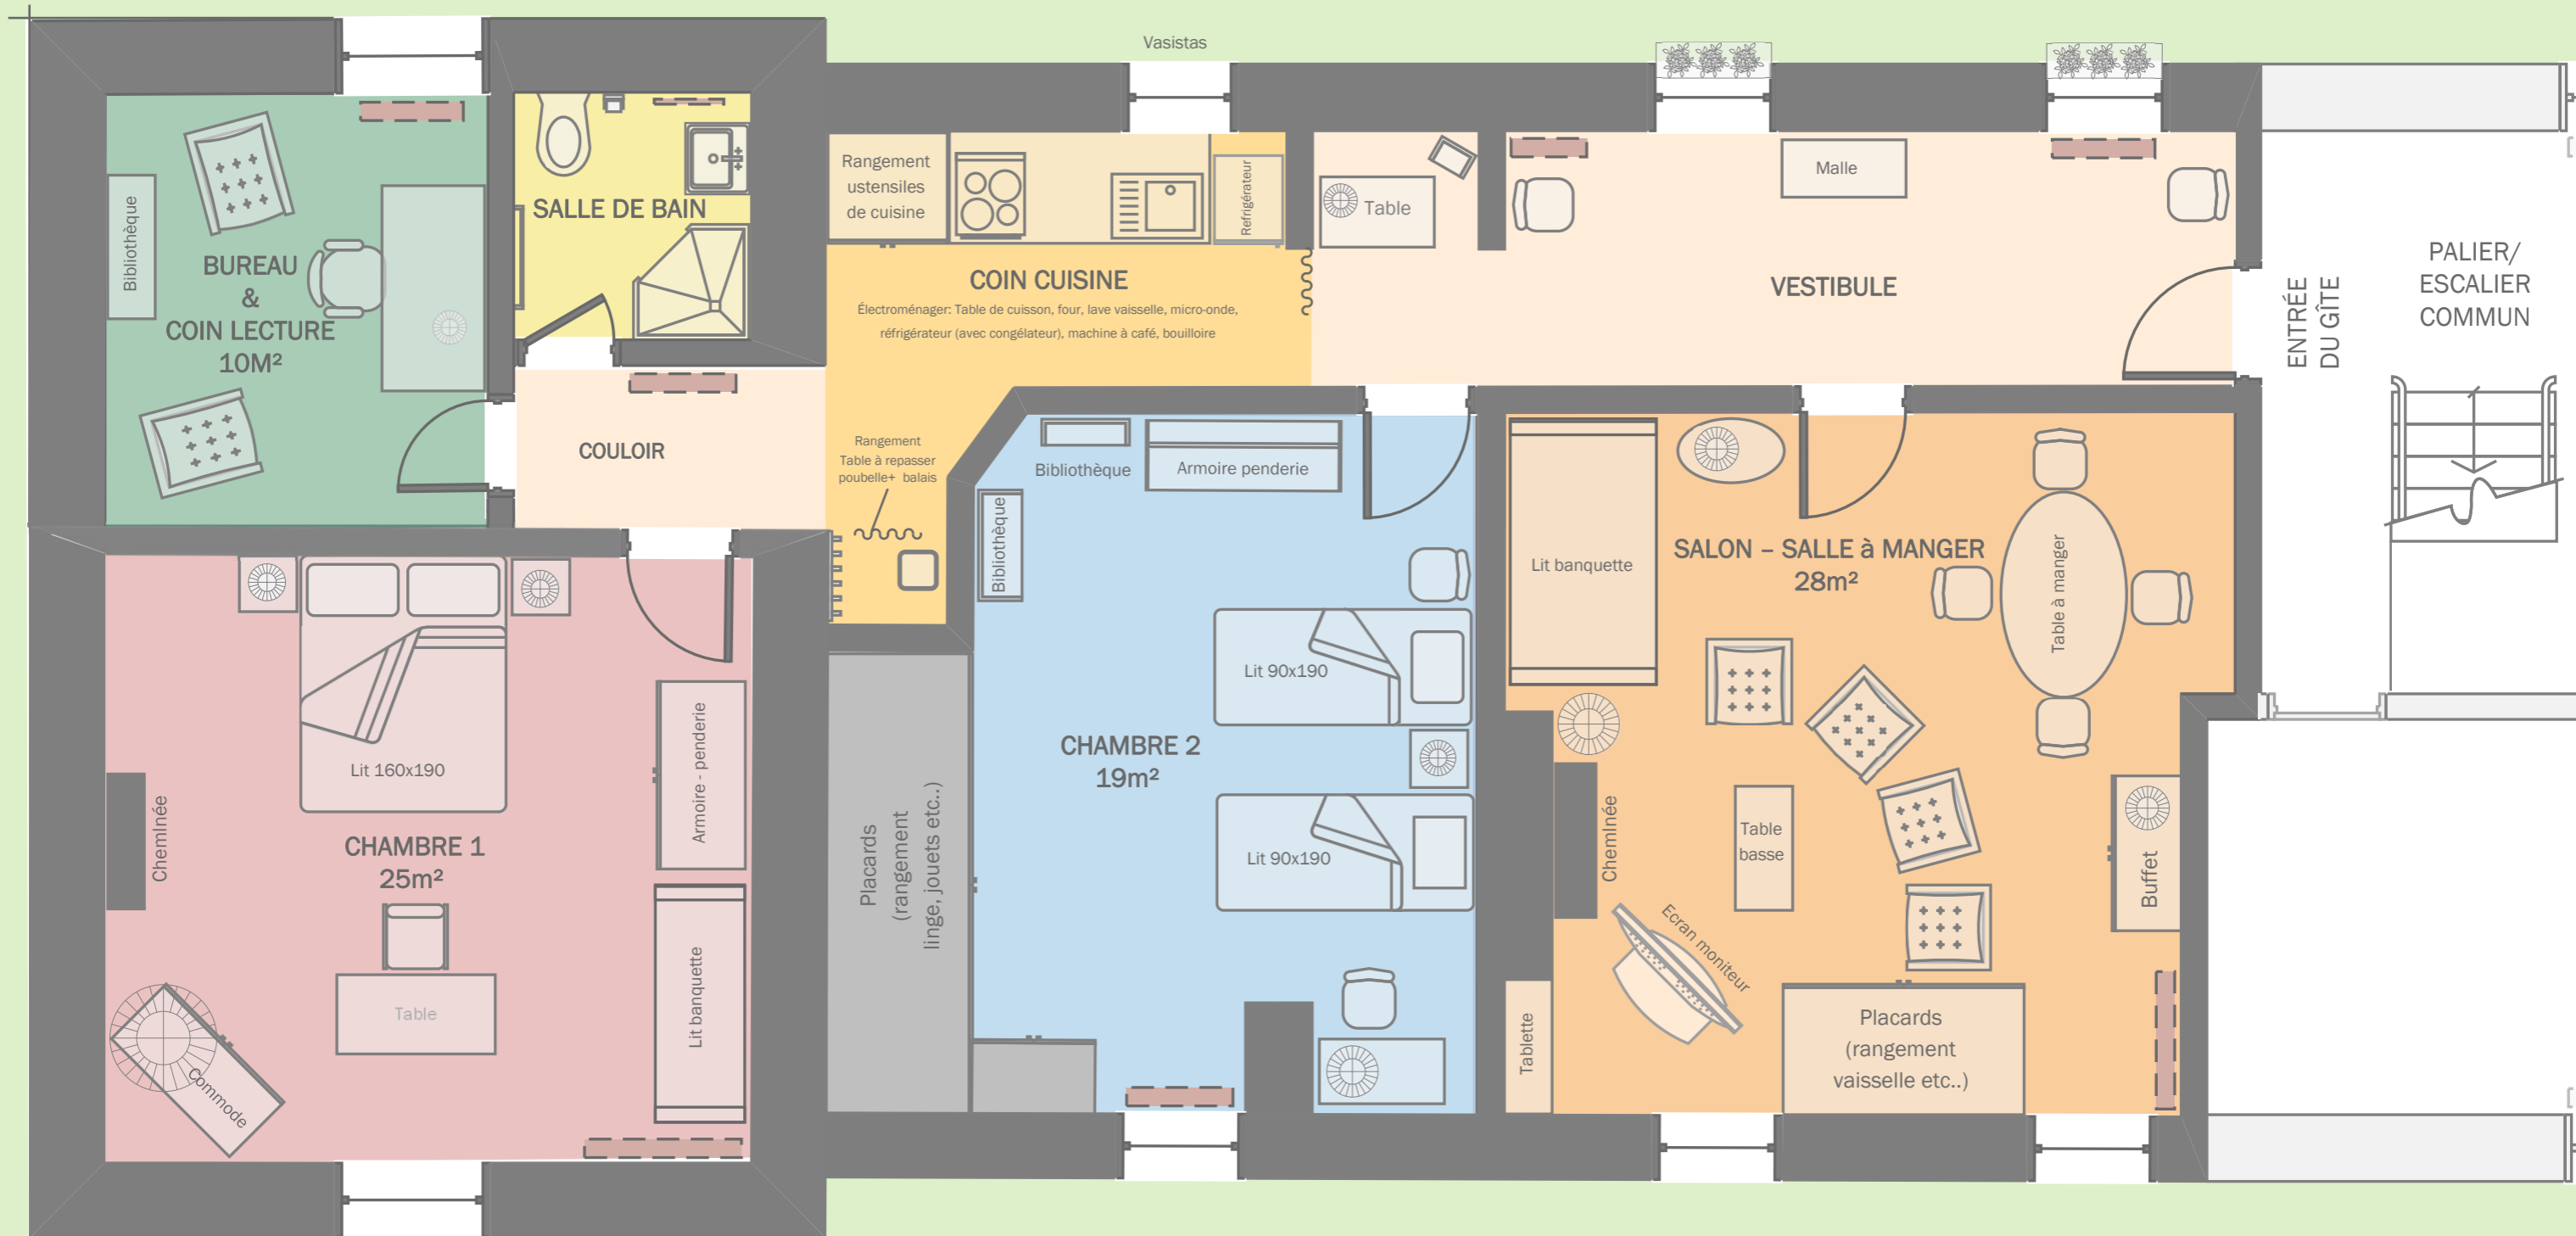 Vasistas
Bibliothèque
BUREAU
&
COIN LECTURE
10M²
SALLE DE BAIN
Rangement
ustensiles
de cuisine
Refrigérateur
Table
COIN CUISINE
Électroménager: Table de cuisson, four, lave vaisselle, micro-onde,
réfrigérateur (avec congélateur), machine à café, bouilloire
Malle
VESTIBULE
ENTRÉE
DU GÎTE
PALIER/
ESCALIER
COMMUN
COULOIR
Rangement
Table à repasser
poubelle+ balais
Bibliothèque
Armoire penderie
Bibliothèque
Lit 90x190
CHAMBRE 2
19m²
Lit 90x190
Placards
(rangement
linge, jouets etc..)
Lit banquette
SALON – SALLE à MANGER
28m²
Table à manger
Table
basse
CheminÉe
Ecran moniteur
Buffet
Tablette
Placards
(rangement
vaisselle etc..)
Lit 160x190
CHAMBRE 1
25m²
CheminÉe
Armoire - penderie
Table
Lit banquette
Commode